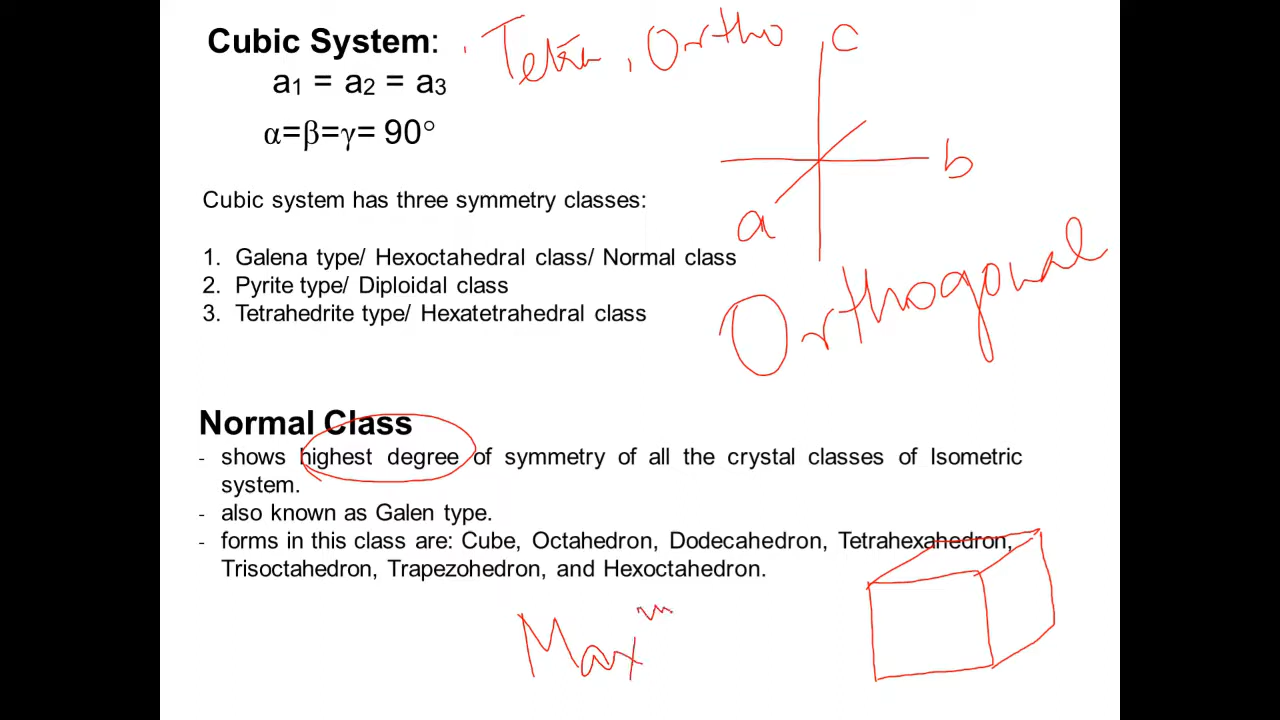 Cubic System: . Tetra, Ortho
c
a1 = a2 = a3
α=β=γ= 90°
b
Cubic system has three symmetry classes:
a
1. Galena type/ Hexoctahedral class/ Normal class
2. Pyrite type/ Diploidal class
3. Tetrahedrite type/ Hexatetrahedral class
Orthogonal
Normal Class
- shows highest degree of symmetry of all the crystal classes of Isometric
system.
- also known as Galen type.
- forms in this class are: Cube, Octahedron, Dodecahedron, Tetrahexahedron,
Trisoctahedron, Trapezohedron, and Hexoctahedron.
Max^m